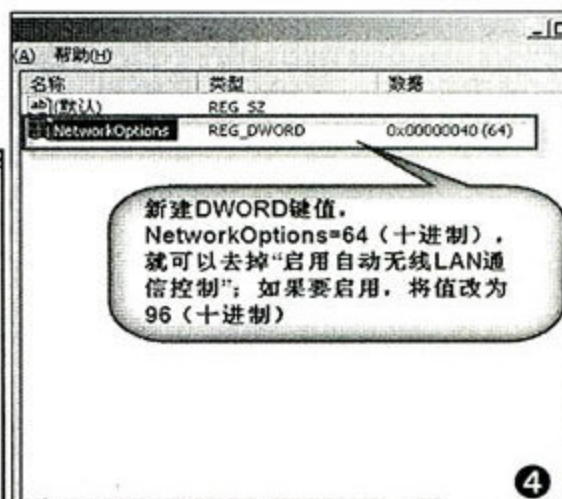 (A) 帮助(H)
名称 类型 数据
ab (默认) REG_SZ
NetworkOptions REG_DWORD 0x00000040 (64)
新建DWORD键值，
NetworkOptions=64（十进制），
就可以去掉“启用自动无线LAN通
信控制”；如果要启用，将值改为
96（十进制）
4